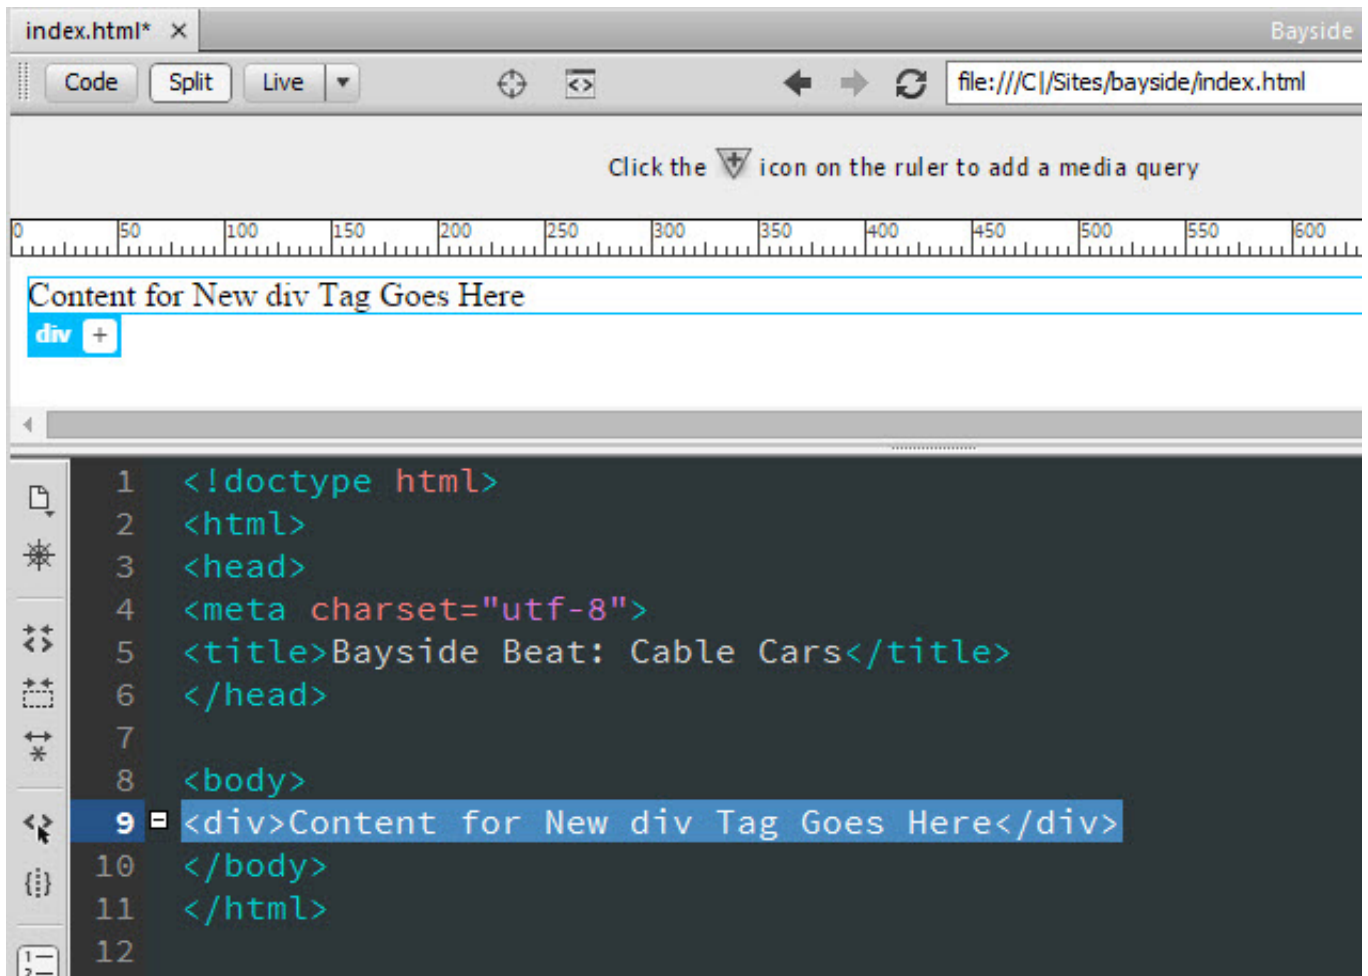 index.html* × Bayside
Code Split Live file:///C|/Sites/bayside/index.html
Click the icon on the ruler to add a media query
0 50 100 150 200 250 300 350 400 450 500 550 600
Content for New div Tag Goes Here
div +
1 <!doctype html>
2 <html>
3 <head>
4 <meta charset="utf-8">
5 <title>Bayside Beat: Cable Cars</title>
6 </head>
7
8 <body>
9 <div>Content for New div Tag Goes Here</div>
10 </body>
11 </html>
12